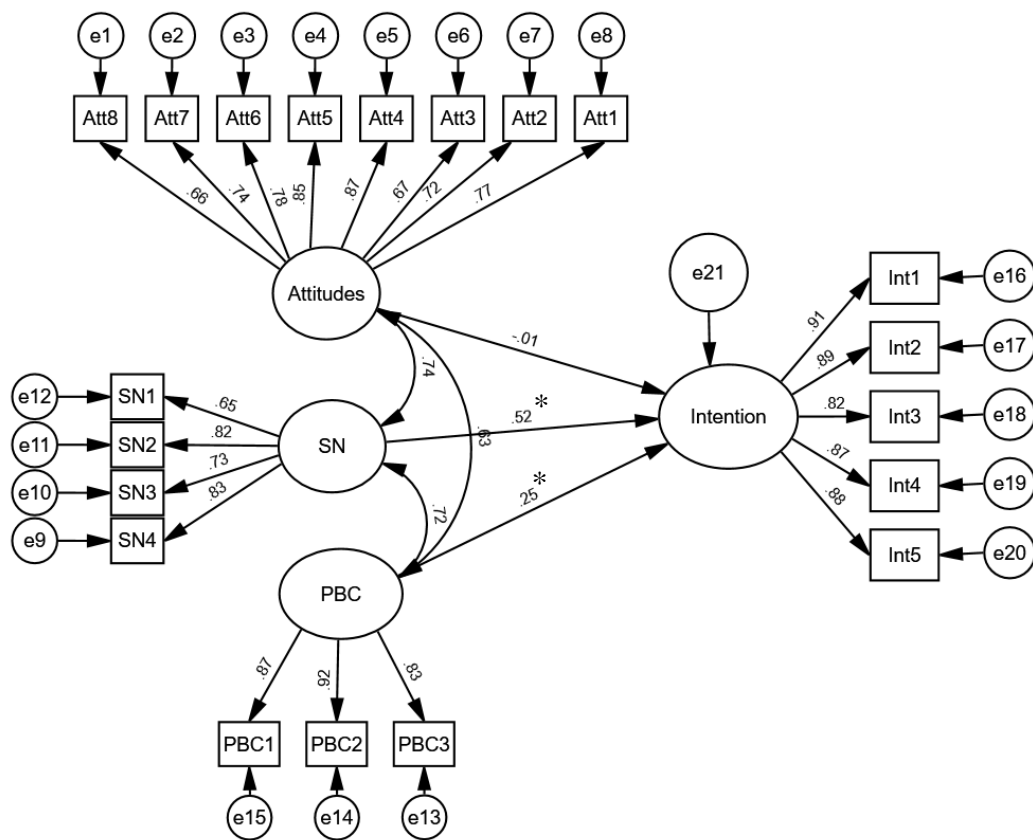 e1 e2 e3 e4 e5 e6 e7 e8
Att8 Att7 Att6 Att5 Att4 Att3 Att2 Att1
.66 .74 .78 .85 .87 .67 .72 .77
Attitudes
e21
Int1 e16
.91
-.01
Int2 e17
.89
.74
e12 SN1
.65
*
Intention
.82 Int3 e18
e11 SN2
.82
SN
.52
.63
e10 SN3
.73
.87
Int4 e19
e9 SN4
.83
.72
*
.25
.88
Int5 e20
PBC
.87 .92 .83
PBC1 PBC2 PBC3
e15 e14 e13